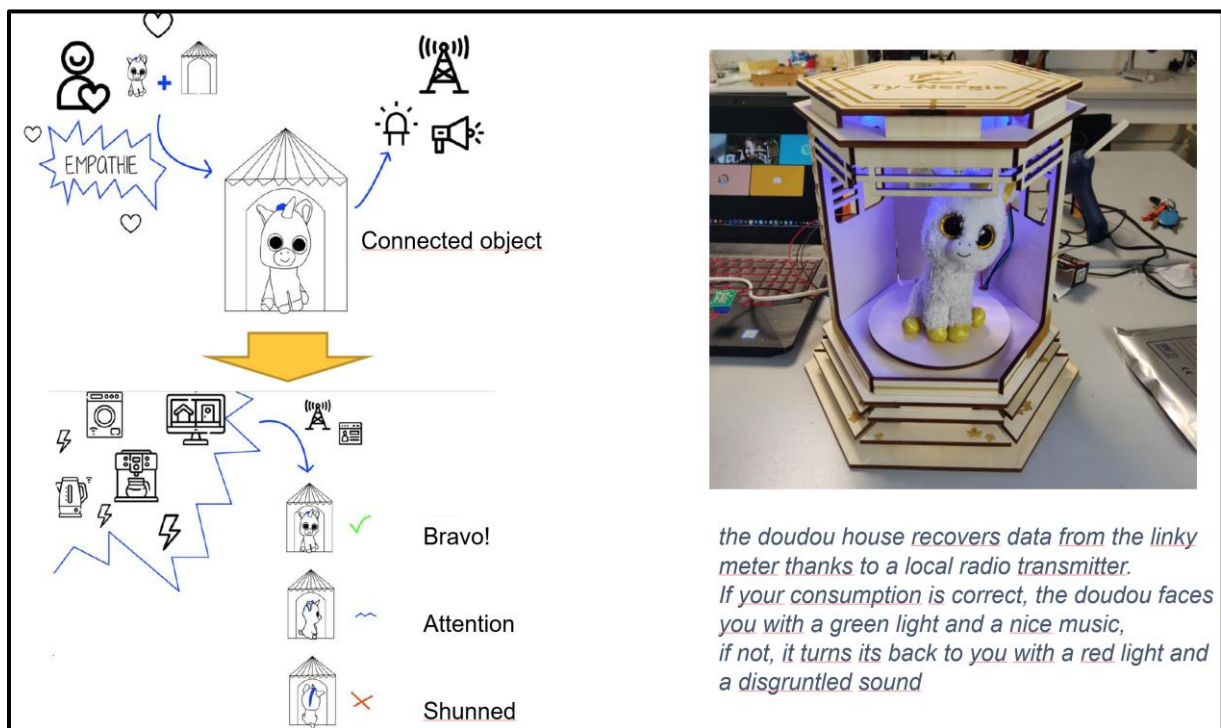 EMPATHIE
Connected object
Bravo!
Attention
Shunned
Ty-Nergie
the doudou house recovers data from the linky
meter thanks to a local radio transmitter.
If your consumption is correct, the doudou faces
you with a green light and a nice music,
if not, it turns its back to you with a red light and
a disgruntled sound